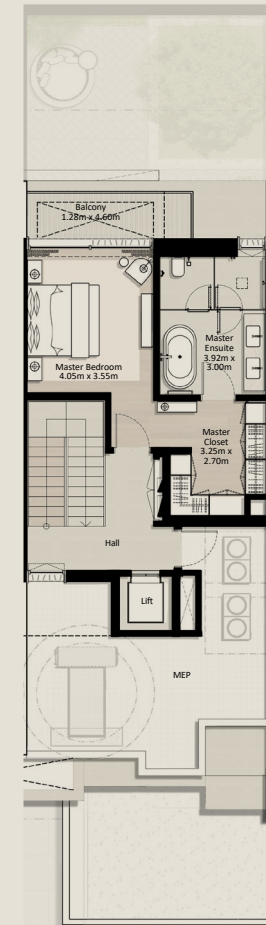 Balcony
1.28m x 4.60m
Master Bedroom
4.05m x 3.55m
Master
Ensuite
3.92m x
3.00m
Master
Closet
3.25m x
2.70m
Hall
Lift
MEP